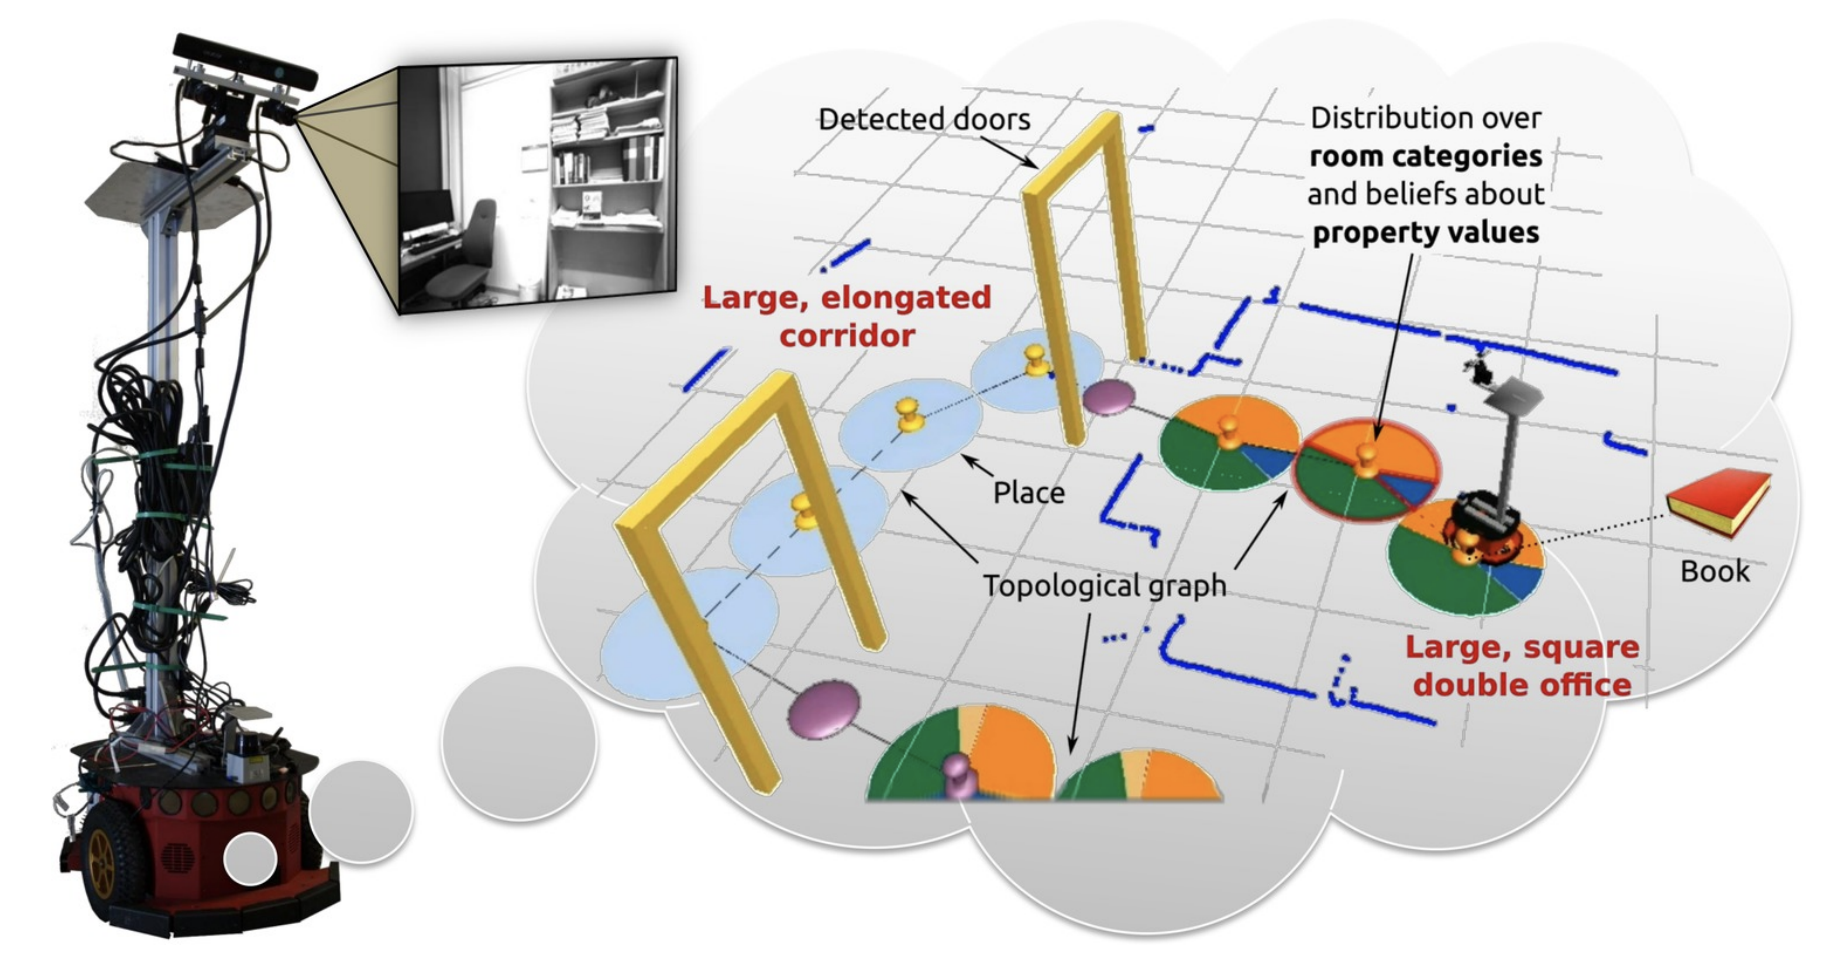 Detected doors
Distribution over
room categories
and beliefs about
property values
Large, elongated
corridor
Place
Topological graph
Book
Large, square
double office